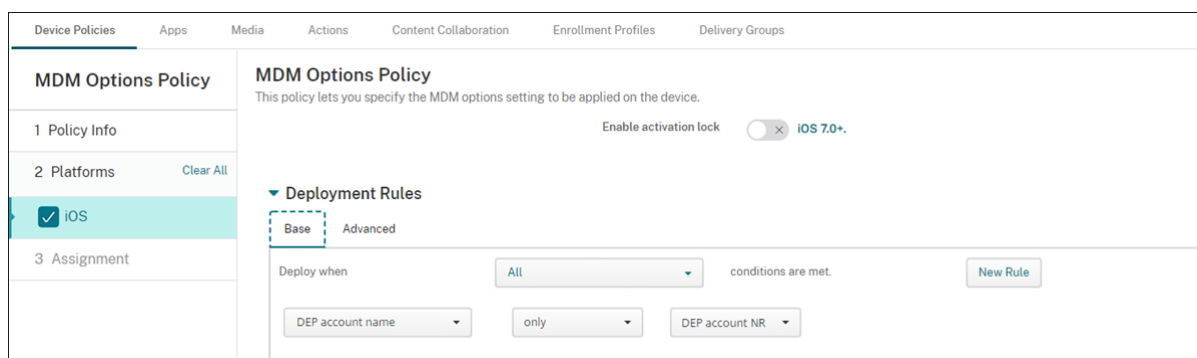 Device Policies Apps Media Actions Content Collaboration Enrollment Profiles Delivery Groups
MDM Options Policy
1 Policy Info
2 Platforms Clear All
iOS
3 Assignment
MDM Options Policy
This policy lets you specify the MDM options setting to be applied on the device.
Enable activation lock iOS 7.0+.
Deployment Rules
Base Advanced
Deploy when All conditions are met. New Rule
DEP account name only DEP account NR